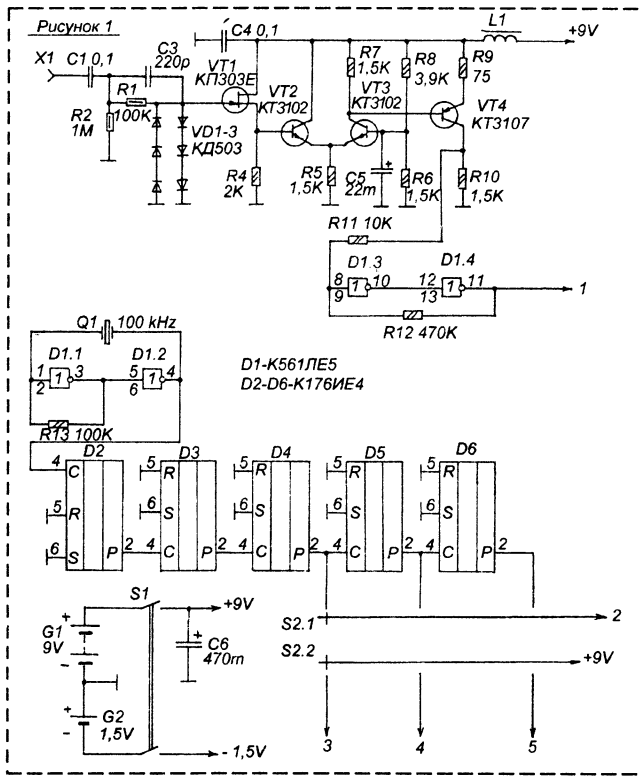 Рисунок 1
X1
C1 0,1
C3
220p
R1
100K
R2
1M
VD1-3
КД503
VT1
КП303Е
C4 0,1
VT2
КТ3102
R4
2K
R5
1,5K
R7
1,5K
VT3
КТ3102
C5
22m
R8
3,9K
R6
1,5K
L1
+9V
R9
75
VT4
КТ3107
R10
1,5K
R11 10K
D1.3
D1.4
8
9
1
10
12
13
1
11
1
R12 470K
Q1
100 kHz
D1.1
D1.2
1
2
1
3
5
6
1
4
R13 100K
D1-К561ЛЕ5
D2-D6-К176ИЕ4
D2
D3
D4
D5
D6
4
C
5
R
6
S
P
2
5
R
6
S
4
C
P
2
5
R
6
S
4
C
P
2
5
R
6
S
4
C
P
2
5
R
6
S
4
C
P
2
S1
+
G1
9V
-
+9V
+
C6
470m
+
G2
-
1,5V
- 1,5V
S2.1
2
S2.2
+9V
3
4
5